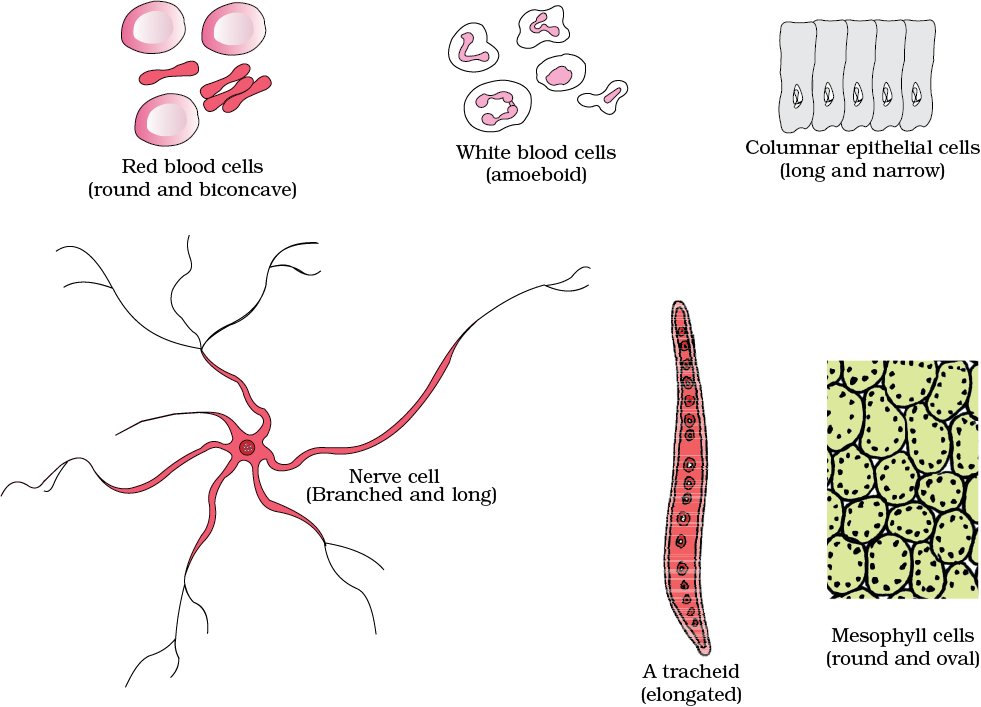 Red blood cells
(round and biconcave)
White blood cells
(amoeboid)
Columnar epithelial cells
(long and narrow)
Nerve cell
(Branched and long)
A tracheid
(elongated)
Mesophyll cells
(round and oval)